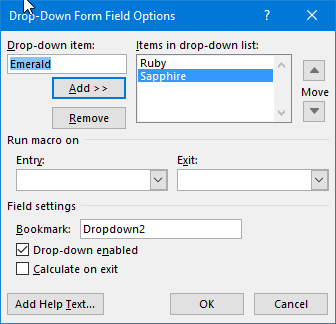 Drop-Down Form Field Options
Drop-down item:
Items in drop-down list:
Emerald
Ruby
Sapphire
Add >>
Move
Remove
Run macro on
Entry:
Exit:
Field settings
Bookmark: Dropdown2
Drop-down enabled
Calculate on exit
Add Help Text...
OK
Cancel